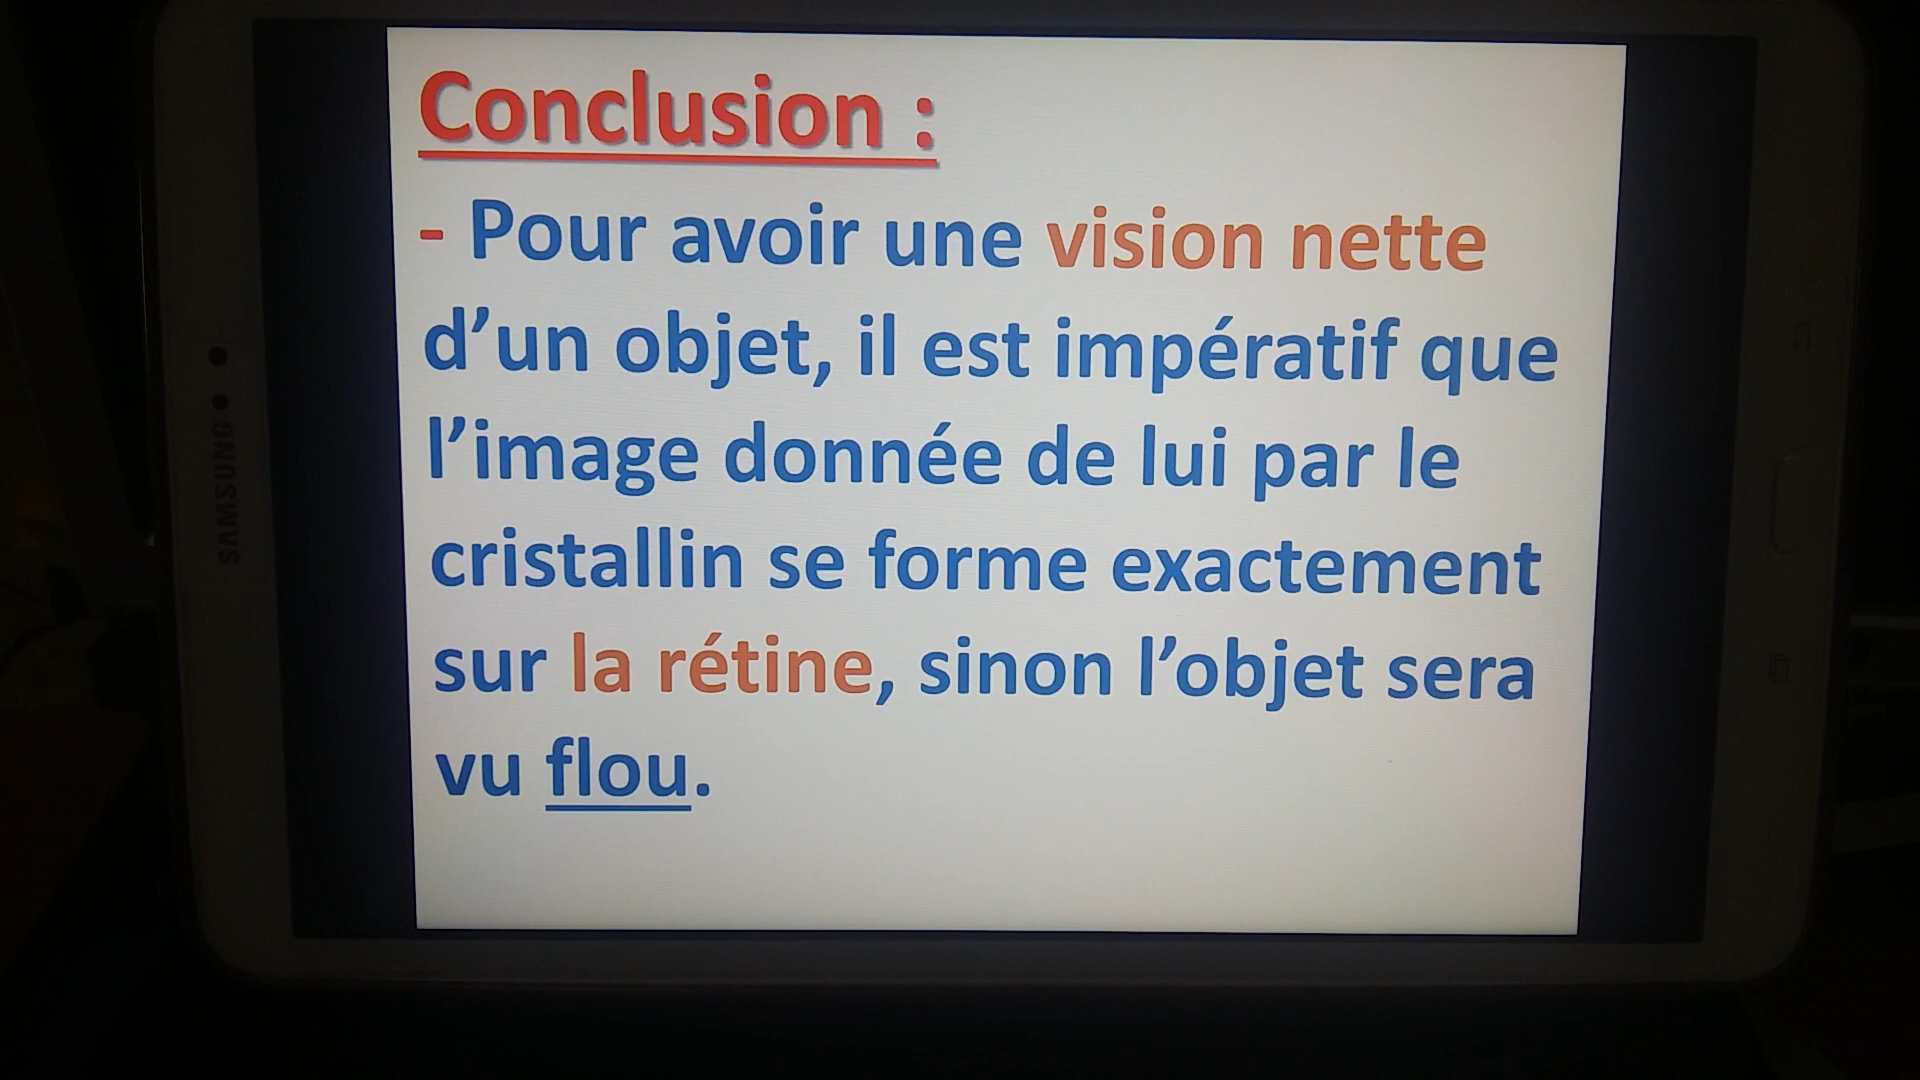 Conclusion :
- Pour avoir une vision nette
d’un objet, il est impératif que
l’image donnée de lui par le
cristallin se forme exactement
sur la rétine, sinon l’objet sera
vu flou.
SAMSUNG